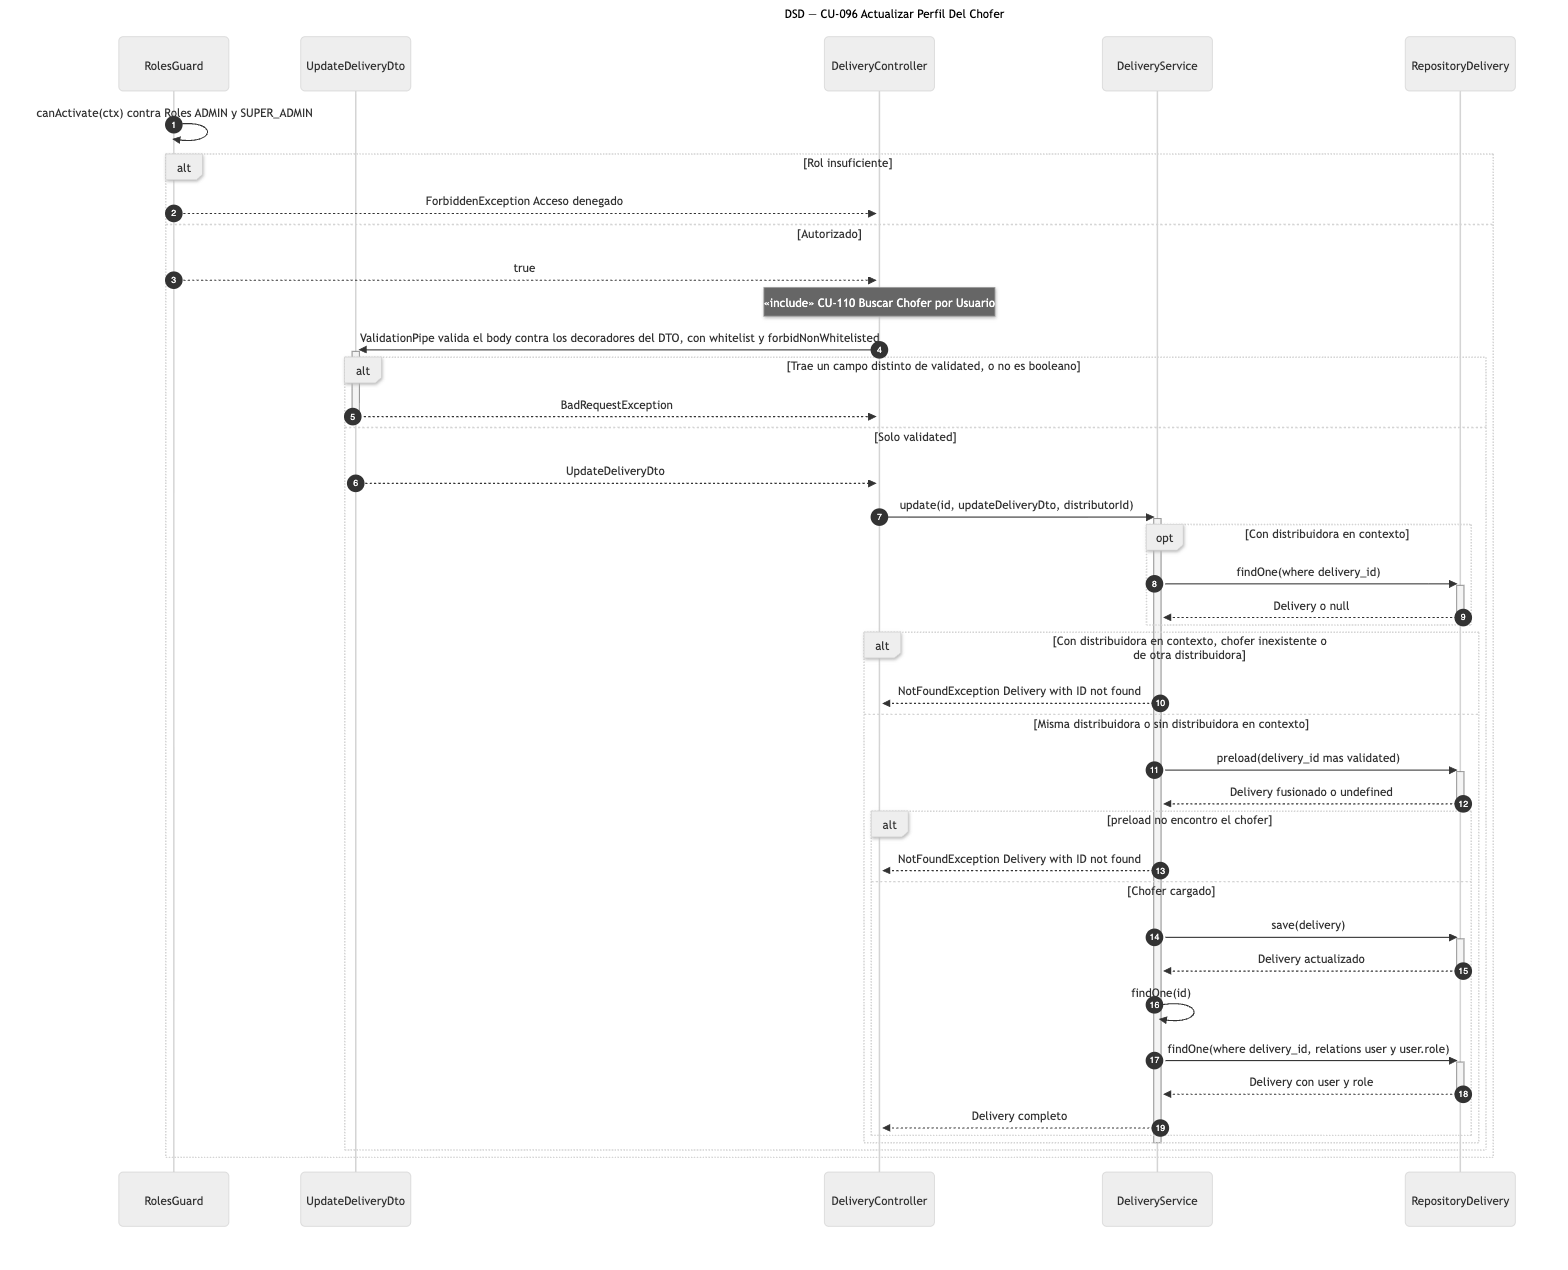 DSD — CU-096 Actualizar Perfil Del Chofer
RolesGuard
UpdateDeliveryDto
DeliveryController
DeliveryService
RepositoryDelivery
canActivate(ctx) contra Roles ADMIN y SUPER_ADMIN
1
alt
[Rol insuficiente]
ForbiddenException Acceso denegado
2
[Autorizado]
true
3
«include» CU-110 Buscar Chofer por Usuario
ValidationPipe valida el body contra los decoradores del DTO, con whitelist y forbidNonWhitelisted
4
alt
[Trae un campo distinto de validated, o no es booleano]
BadRequestException
5
[Solo validated]
UpdateDeliveryDto
6
update(id, updateDeliveryDto, distributorId)
7
opt
[Con distribuidora en contexto]
findOne(where delivery_id)
8
Delivery o null
9
alt
[Con distribuidora en contexto, chofer inexistente o
de otra distribuidora]
NotFoundException Delivery with ID not found
10
[Misma distribuidora o sin distribuidora en contexto]
preload(delivery_id mas validated)
11
Delivery fusionado o undefined
12
alt
[preload no encontro el chofer]
NotFoundException Delivery with ID not found
13
[Chofer cargado]
save(delivery)
14
Delivery actualizado
15
findOne(id)
16
findOne(where delivery_id, relations user y user.role)
17
Delivery con user y role
18
Delivery completo
19
RolesGuard
UpdateDeliveryDto
DeliveryController
DeliveryService
RepositoryDelivery